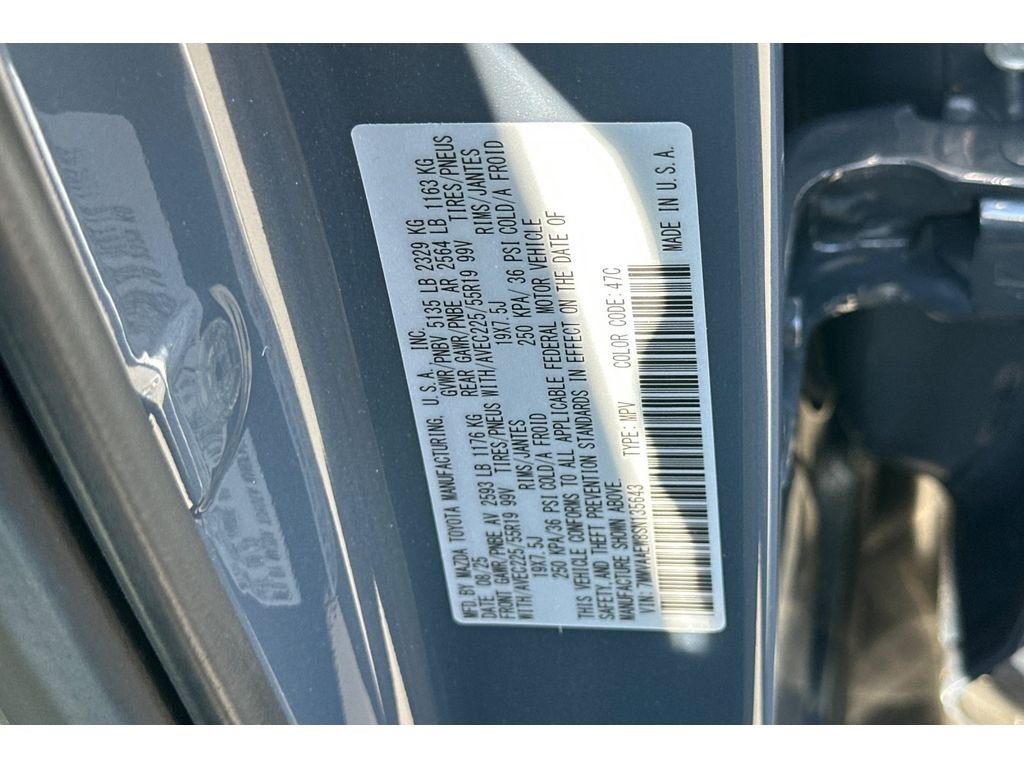 MFD. BY MAZDA TOYOTA MANUFACTURING, U.S.A., INC.
DATE 08/25 GVWR/PNBV 5135 LB 2329 KG
FRONT GAWR/PNBE AV 2593 LB 1176 KG REAR GAWR/PNBE AR 2564 LB 1163 KG
WITH/AVEC225/55R19 99V TIRES/PNEUS WITH/AVEC225/55R19 99V TIRES/PNEUS
19X7.5J RIMS/JANTES 19X7.5J RIMS/JANTES
250 KPA/36 PSI COLD/A FROID 250 KPA/36 PSI COLD/A FROID
THIS VEHICLE CONFORMS TO ALL APPLICABLE FEDERAL MOTOR VEHICLE
SAFETY,AND THEFT PREVENTION STANDARDS IN EFFECT ON THE DATE OF
MANUFACTURE SHOWN ABOVE.
TYPE: MPV COLOR CODE: 47C
MADE IN U.S.A.